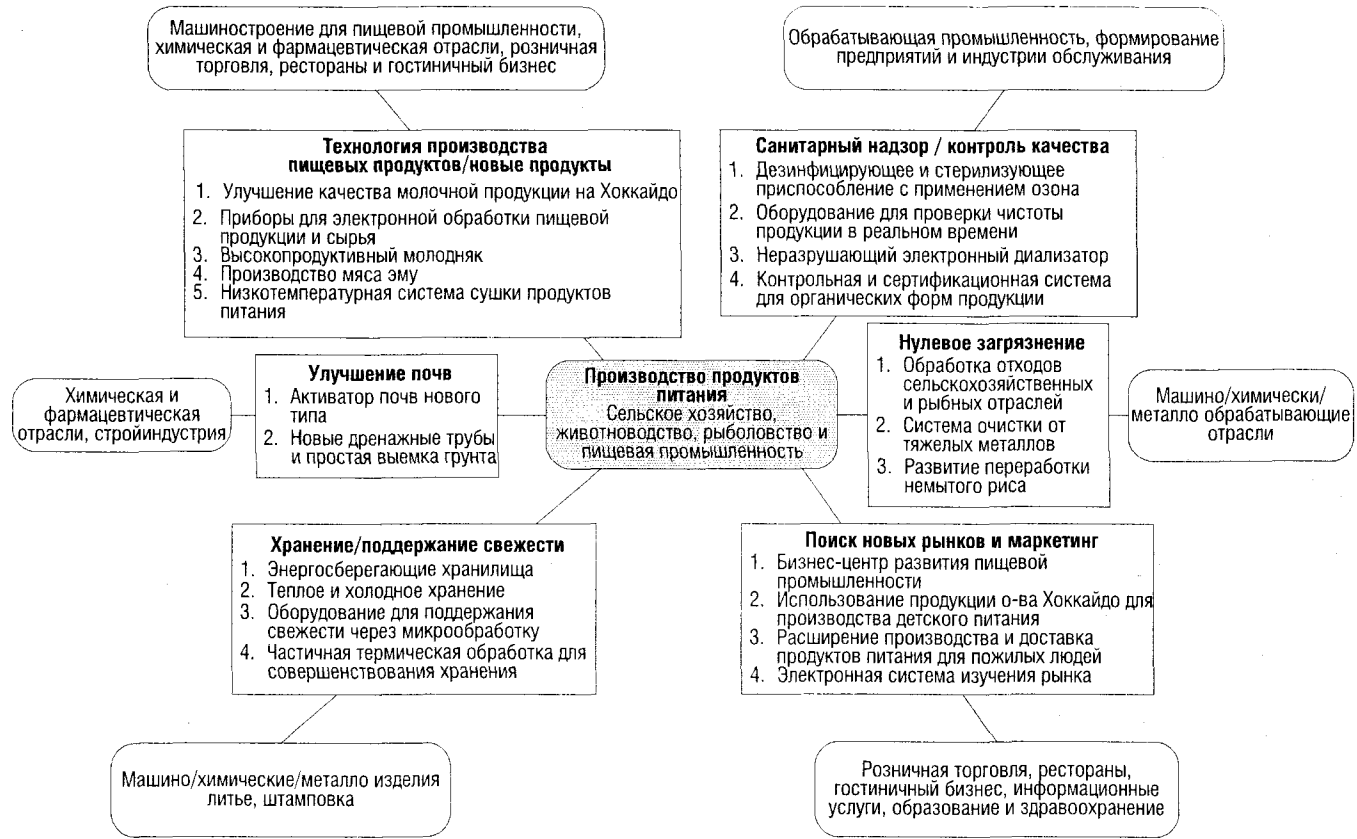 Машиностроение для пищевой промышленности,
химическая и фармацевтическая отрасли, розничная
торговля, рестораны и гостиничный бизнес
Обрабатывающая промышленность, формирование
предприятий и индустрии обслуживания
Технология производства
пищевых продуктов/новые продукты
1. Улучшение качества молочной продукции на Хоккайдо
2. Приборы для электронной обработки пищевой
продукции и сырья
3. Высокопродуктивный молодняк
4. Производство мяса эму
5. Низкотемпературная система сушки продуктов
питания
Санитарный надзор / контроль качества
1. Дезинфицирующее и стерилизующее
приспособление с применением озона
2. Оборудование для проверки чистоты
продукции в реальном времени
3. Неразрушающий электронный диализатор
4. Контрольная и сертификационная система
для органических форм продукции
Химическая и
фармацевтическая
отрасли, стройиндустрия
Улучшение почв
1. Активатор почв нового
типа
2. Новые дренажные трубы
и простая выемка грунта
Производство продуктов
питания
Сельское хозяйство,
животноводство, рыболовство и
пищевая промышленность
Нулевое загрязнение
1. Обработка отходов
сельскохозяйственных
и рыбных отраслей
2. Система очистки от
тяжелых металлов
3. Развитие переработки
немытого риса
Машино/химически/
металло обрабатывающие
отрасли
Хранение/поддержание свежести
1. Энергосберегающие хранилища
2. Теплое и холодное хранение
3. Оборудование для поддержания
свежести через микрообработку
4. Частичная термическая обработка для
совершенствования хранения
Поиск новых рынков и маркетинг
1. Бизнес-центр развития пищевой
промышленности
2. Использование продукции о-ва Хоккайдо для
производства детского питания
3. Расширение производства и доставка
продуктов питания для пожилых людей
4. Электронная система изучения рынка
Машино/химические/металло изделия
литье, штамповка
Розничная торговля, рестораны,
гостиничный бизнес, информационные
услуги, образование и здравоохранение